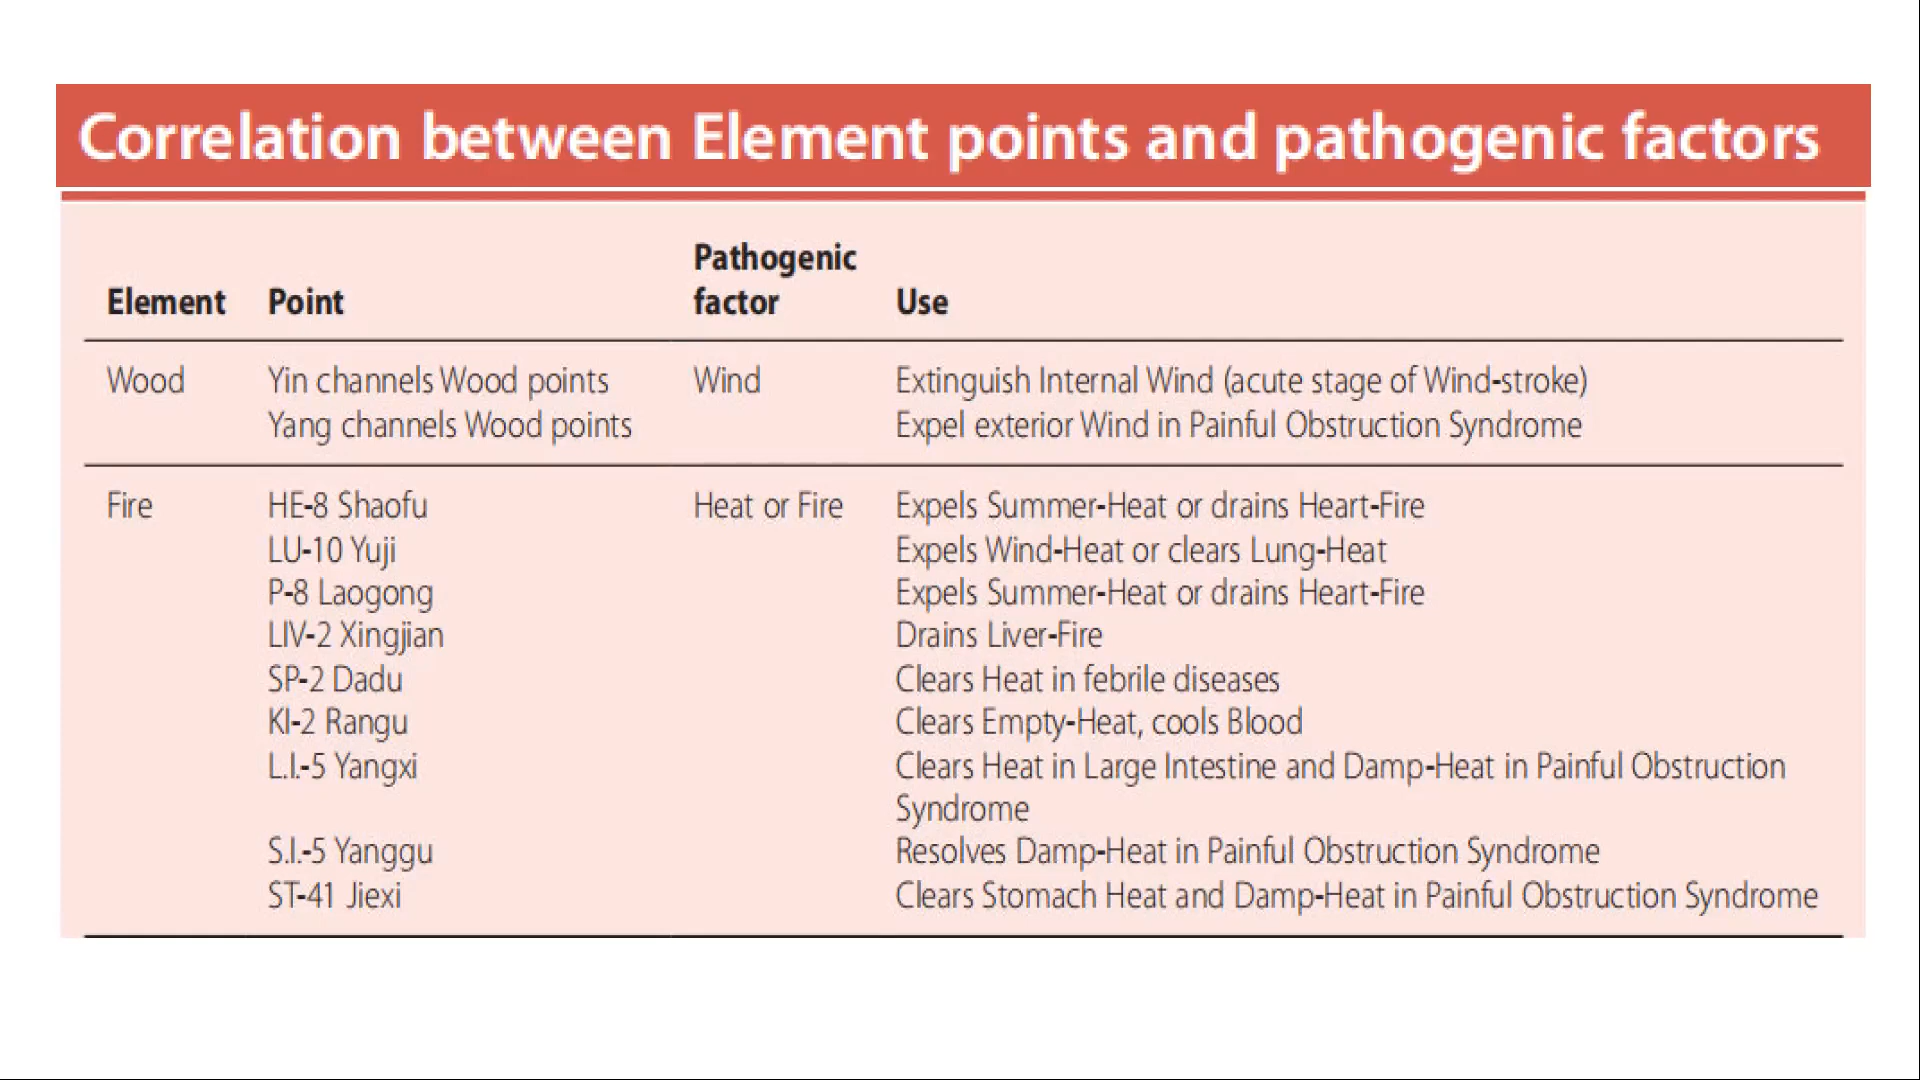 Correlation between Element points and pathogenic factors
Element Point Pathogenic factor Use
Wood Yin channels Wood points Wind Extinguish Internal Wind (acute stage of Wind-stroke)
Yang channels Wood points Expel exterior Wind in Painful Obstruction Syndrome
Fire HE-8 Shaofu Heat or Fire Expels Summer-Heat or drains Heart-Fire
LU-10 Yuji Expels Wind-Heat or clears Lung-Heat
P-8 Laogong Expels Summer-Heat or drains Heart-Fire
LIV-2 Xingjian Drains Liver-Fire
SP-2 Dadu Clears Heat in febrile diseases
KI-2 Rangu Clears Empty-Heat, cools Blood
L.I.-5 Yangxi Clears Heat in Large Intestine and Damp-Heat in Painful Obstruction
Syndrome
S.I.-5 Yanggu Resolves Damp-Heat in Painful Obstruction Syndrome
ST-41 Jiexi Clears Stomach Heat and Damp-Heat in Painful Obstruction Syndrome